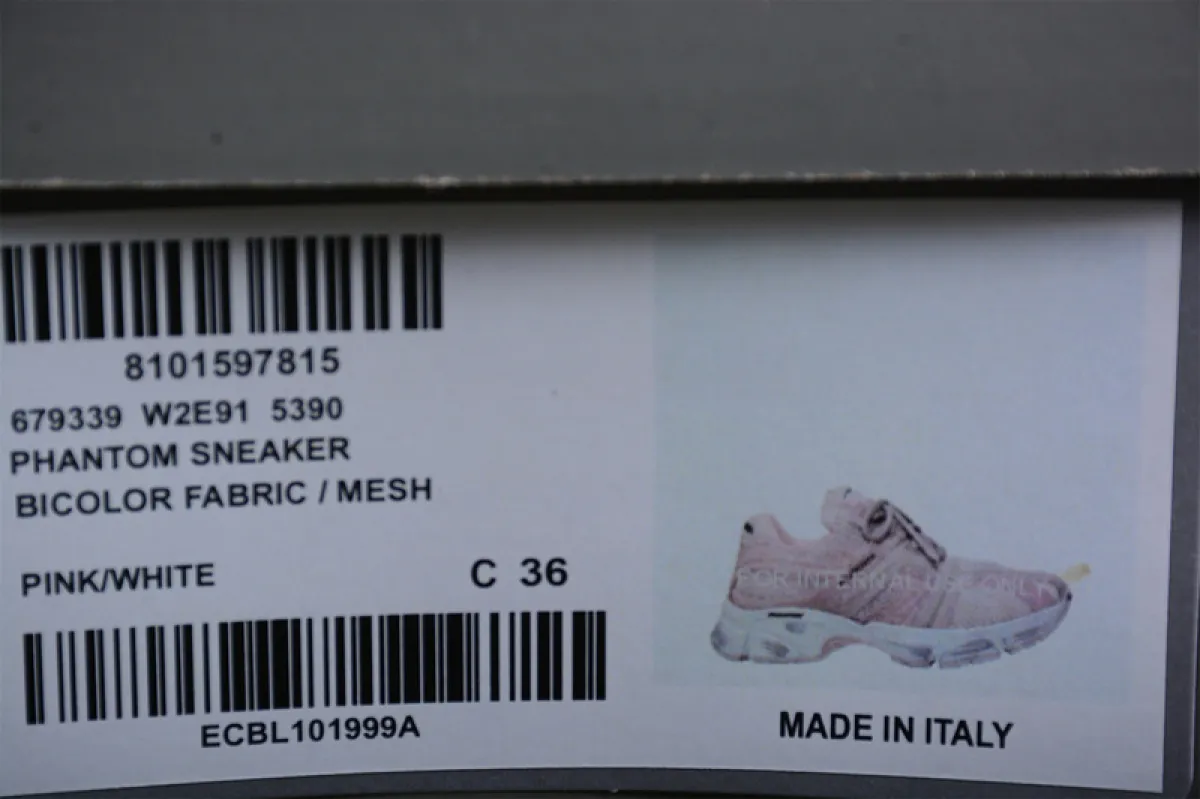 8101597815
679339 W2E91 5390
PHANTOM SNEAKER
BICOLOR FABRIC / MESH
PINK/WHITE
C 36
ECBL101999A
FOR INTERNAL USE ONLY
MADE IN ITALY